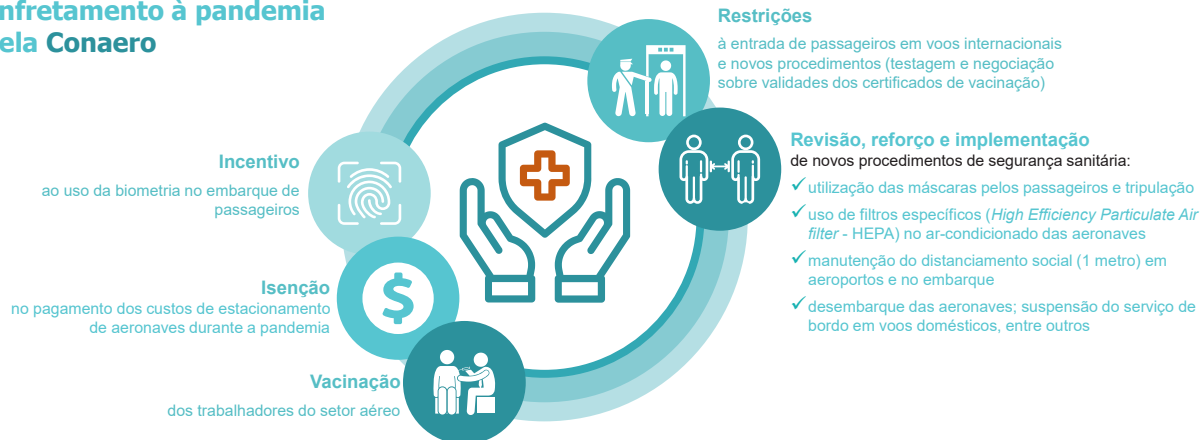 nfretamento à pandemia
ela Conaero
Restrições
à entrada de passageiros em voos internacionais
e novos procedimentos (testagem e negociação
sobre validades dos certificados de vacinação)
Revisão, reforço e implementação
de novos procedimentos de segurança sanitária:
✓ utilização das máscaras pelos passageiros e tripulação
✓ uso de filtros específicos (High Efficiency Particulate Air
filter - HEPA) no ar-condicionado das aeronaves
✓ manutenção do distanciamento social (1 metro) em
aeroportos e no embarque
✓ desembarque das aeronaves; suspensão do serviço de
bordo em voos domésticos, entre outros
Incentivo
ao uso da biometria no embarque de
passageiros
Isenção
no pagamento dos custos de estacionamento
de aeronaves durante a pandemia
$
Vacinação
dos trabalhadores do setor aéreo